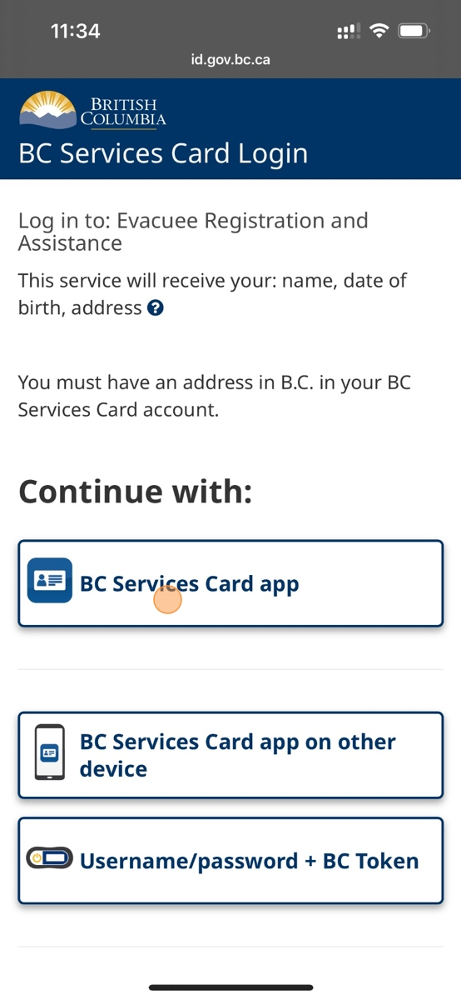 11:34
id.gov.bc.ca
BRITISH
COLUMBIA
BC Services Card Login
Log in to: Evacuee Registration and
Assistance
This service will receive your: name, date of
birth, address ?
You must have an address in B.C. in your BC
Services Card account.
Continue with:
BC Services Card app
BC Services Card app on other
device
Username/password + BC Token